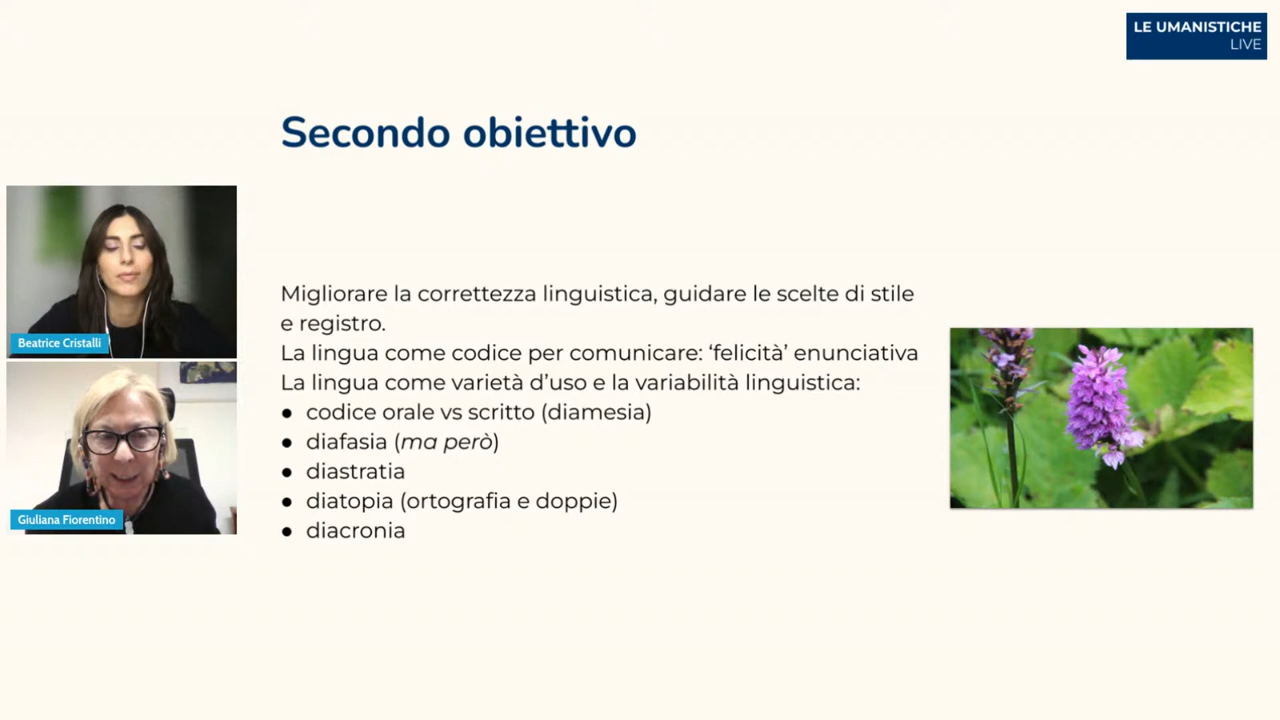 LE UMANISTICHE
LIVE
Secondo obiettivo
Beatrice Cristalli
Giuliana Fiorentino
Migliorare la correttezza linguistica, guidare le scelte di stile
e registro.
La lingua come codice per comunicare: ‘felicità’ enunciativa
La lingua come varietà d’uso e la variabilità linguistica:
● codice orale vs scritto (diamesia)
● diafasia (ma però)
● diastratia
● diatopia (ortografia e doppie)
● diacronia